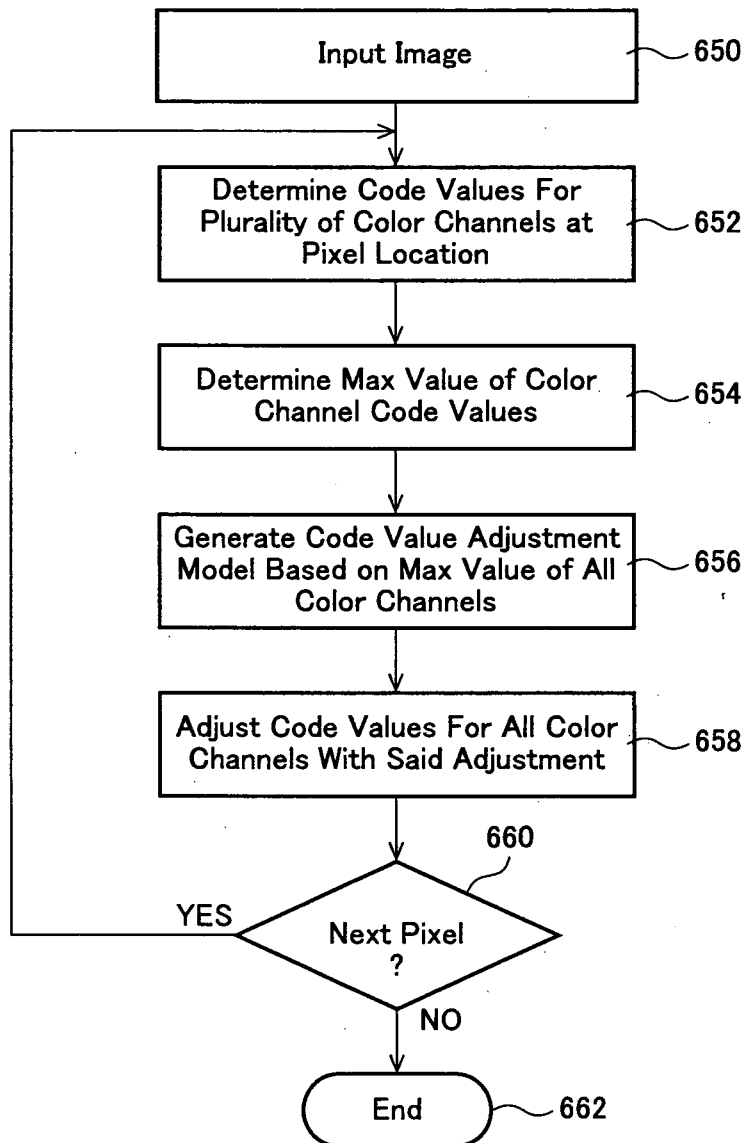 Input Image
650
Determine Code Values For
Plurality of Color Channels at
Pixel Location
652
Determine Max Value of Color
Channel Code Values
654
Generate Code Value Adjustment
Model Based on Max Value of All
Color Channels
656
Adjust Code Values For All Color
Channels With Said Adjustment
658
660
YES
Next Pixel
?
NO
End
662